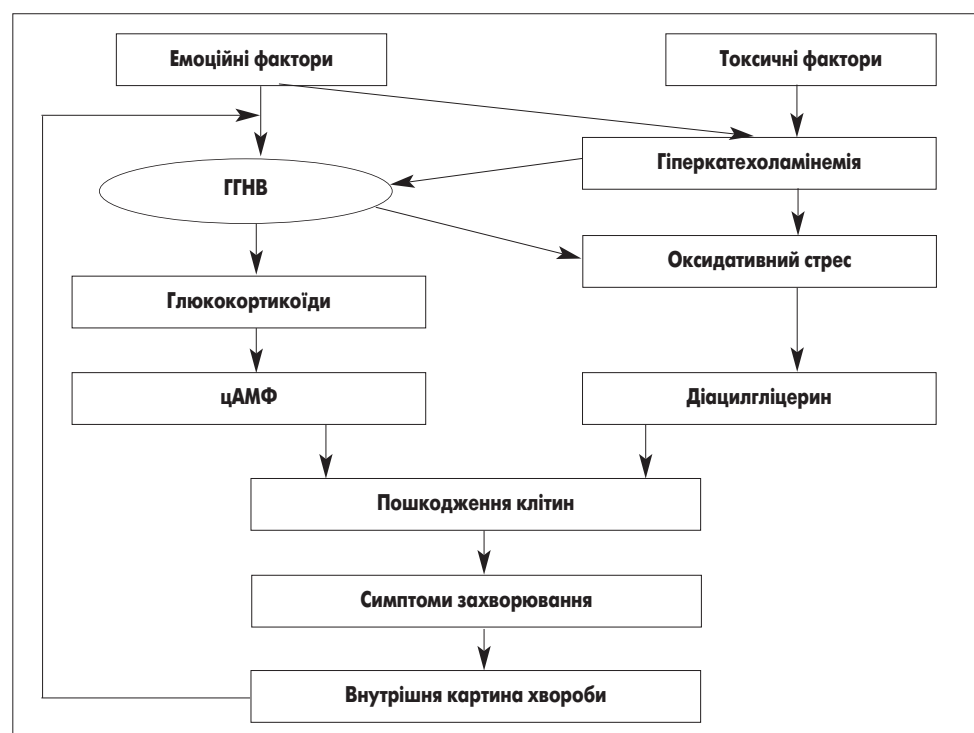 Емоційні фактори
Токсичні фактори
Гіперкатехоламінемія
ГГНВ
Оксидативний стрес
Глюкокортикоїди
цАМФ
Діацилгліцерин
Пошкодження клітин
Симптоми захворювання
Внутрішня картина хвороби